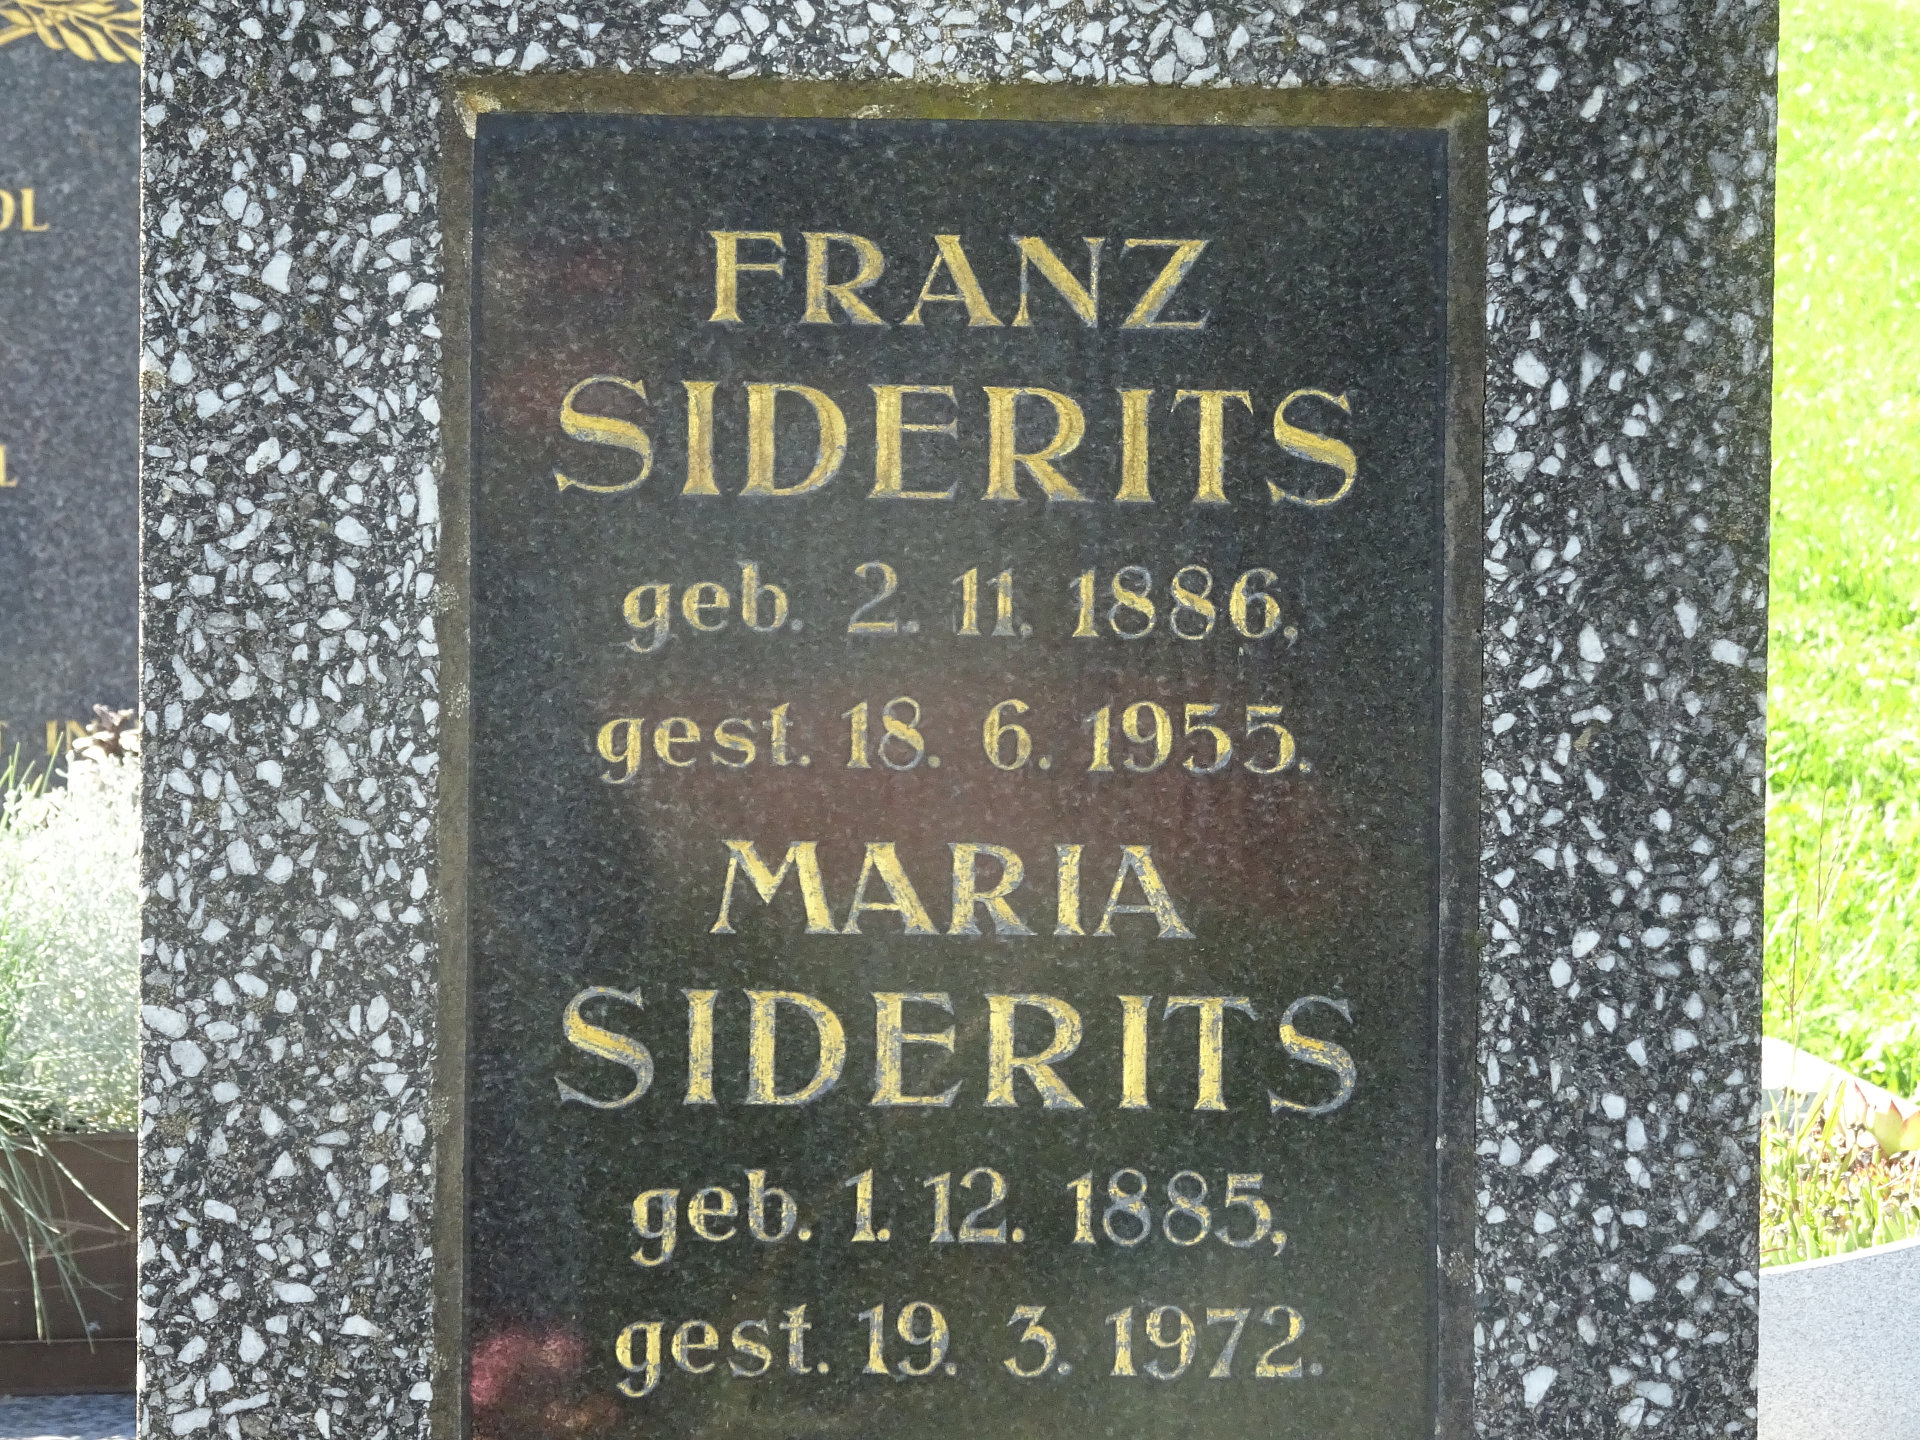 FRANZ
SIDERITS
geb. 2. 11. 1886,
gest. 18. 6. 1955.
MARIA
SIDERITS
geb. 1. 12. 1885,
gest. 19. 3. 1972.